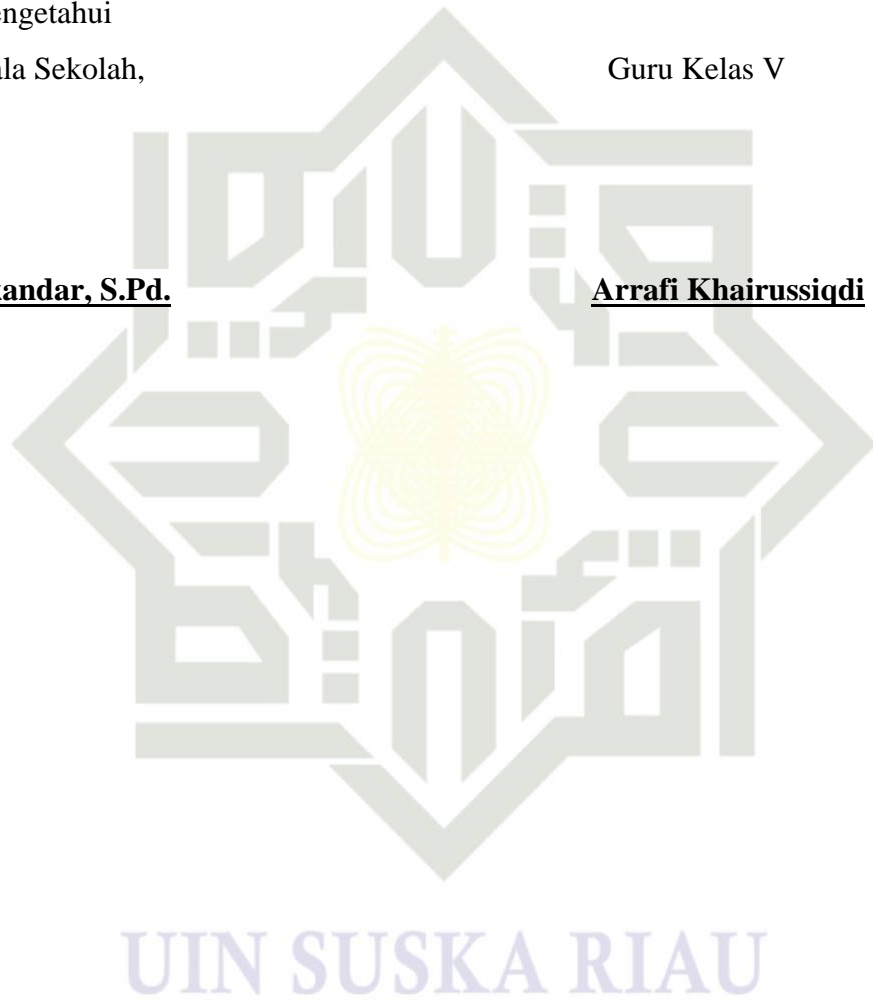 engetahui
ala Sekolah, Guru Kelas V
andar, S.Pd. Arrafi Khairussiqdi
UIN SUSKA RIAU